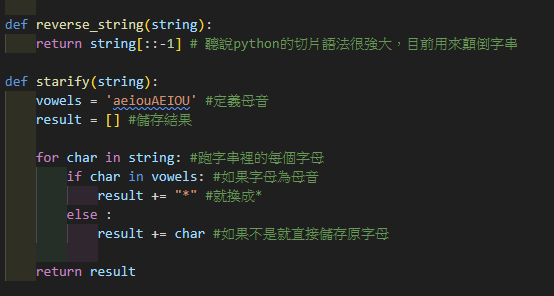 def reverse_string(string):
    return string[::-1] # 聽說python的切片語法很強大，目前用來顛倒字串
def starify(string):
    vowels = 'aeiouAEIOU' #定義母音
    result = [] #儲存結果
    for char in string: #跑字串裡的每個字母
        if char in vowels: #如果字母為母音
            result += "*" #就換成*
        else :
            result += char #如果不是就直接儲存原字母
    return result